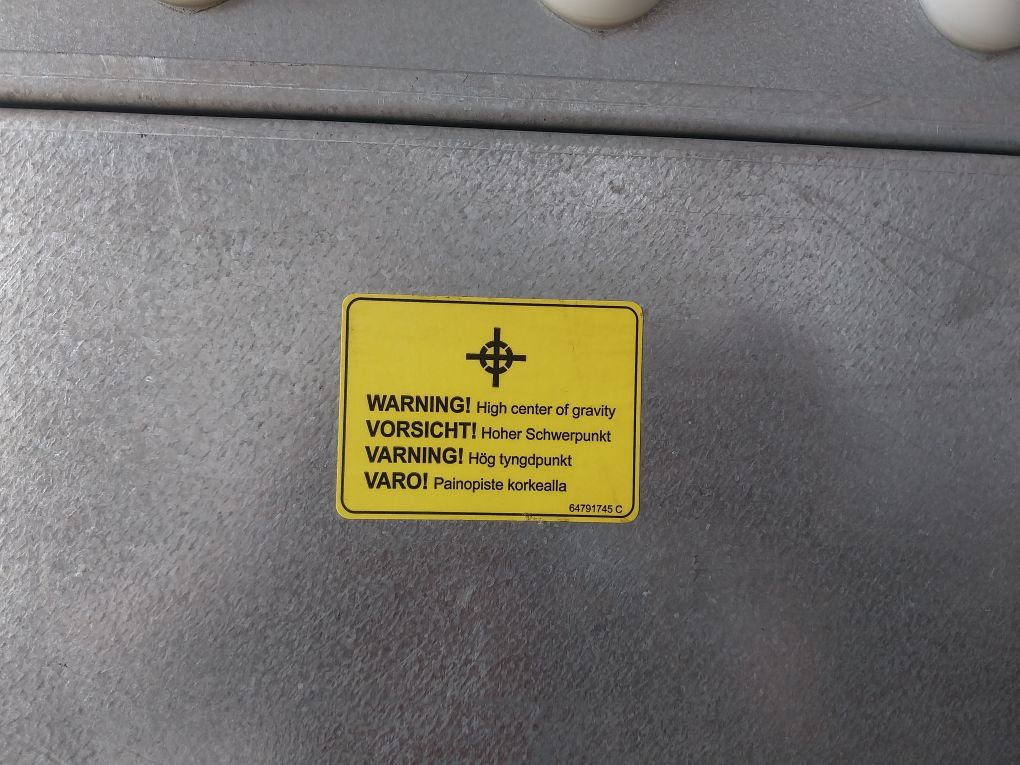 WARNING! High center of gravity
VORSICHT! Hoher Schwerpunkt
VARNING! Hög tyngdpunkt
VARO! Painopiste korkealla
64791745 C